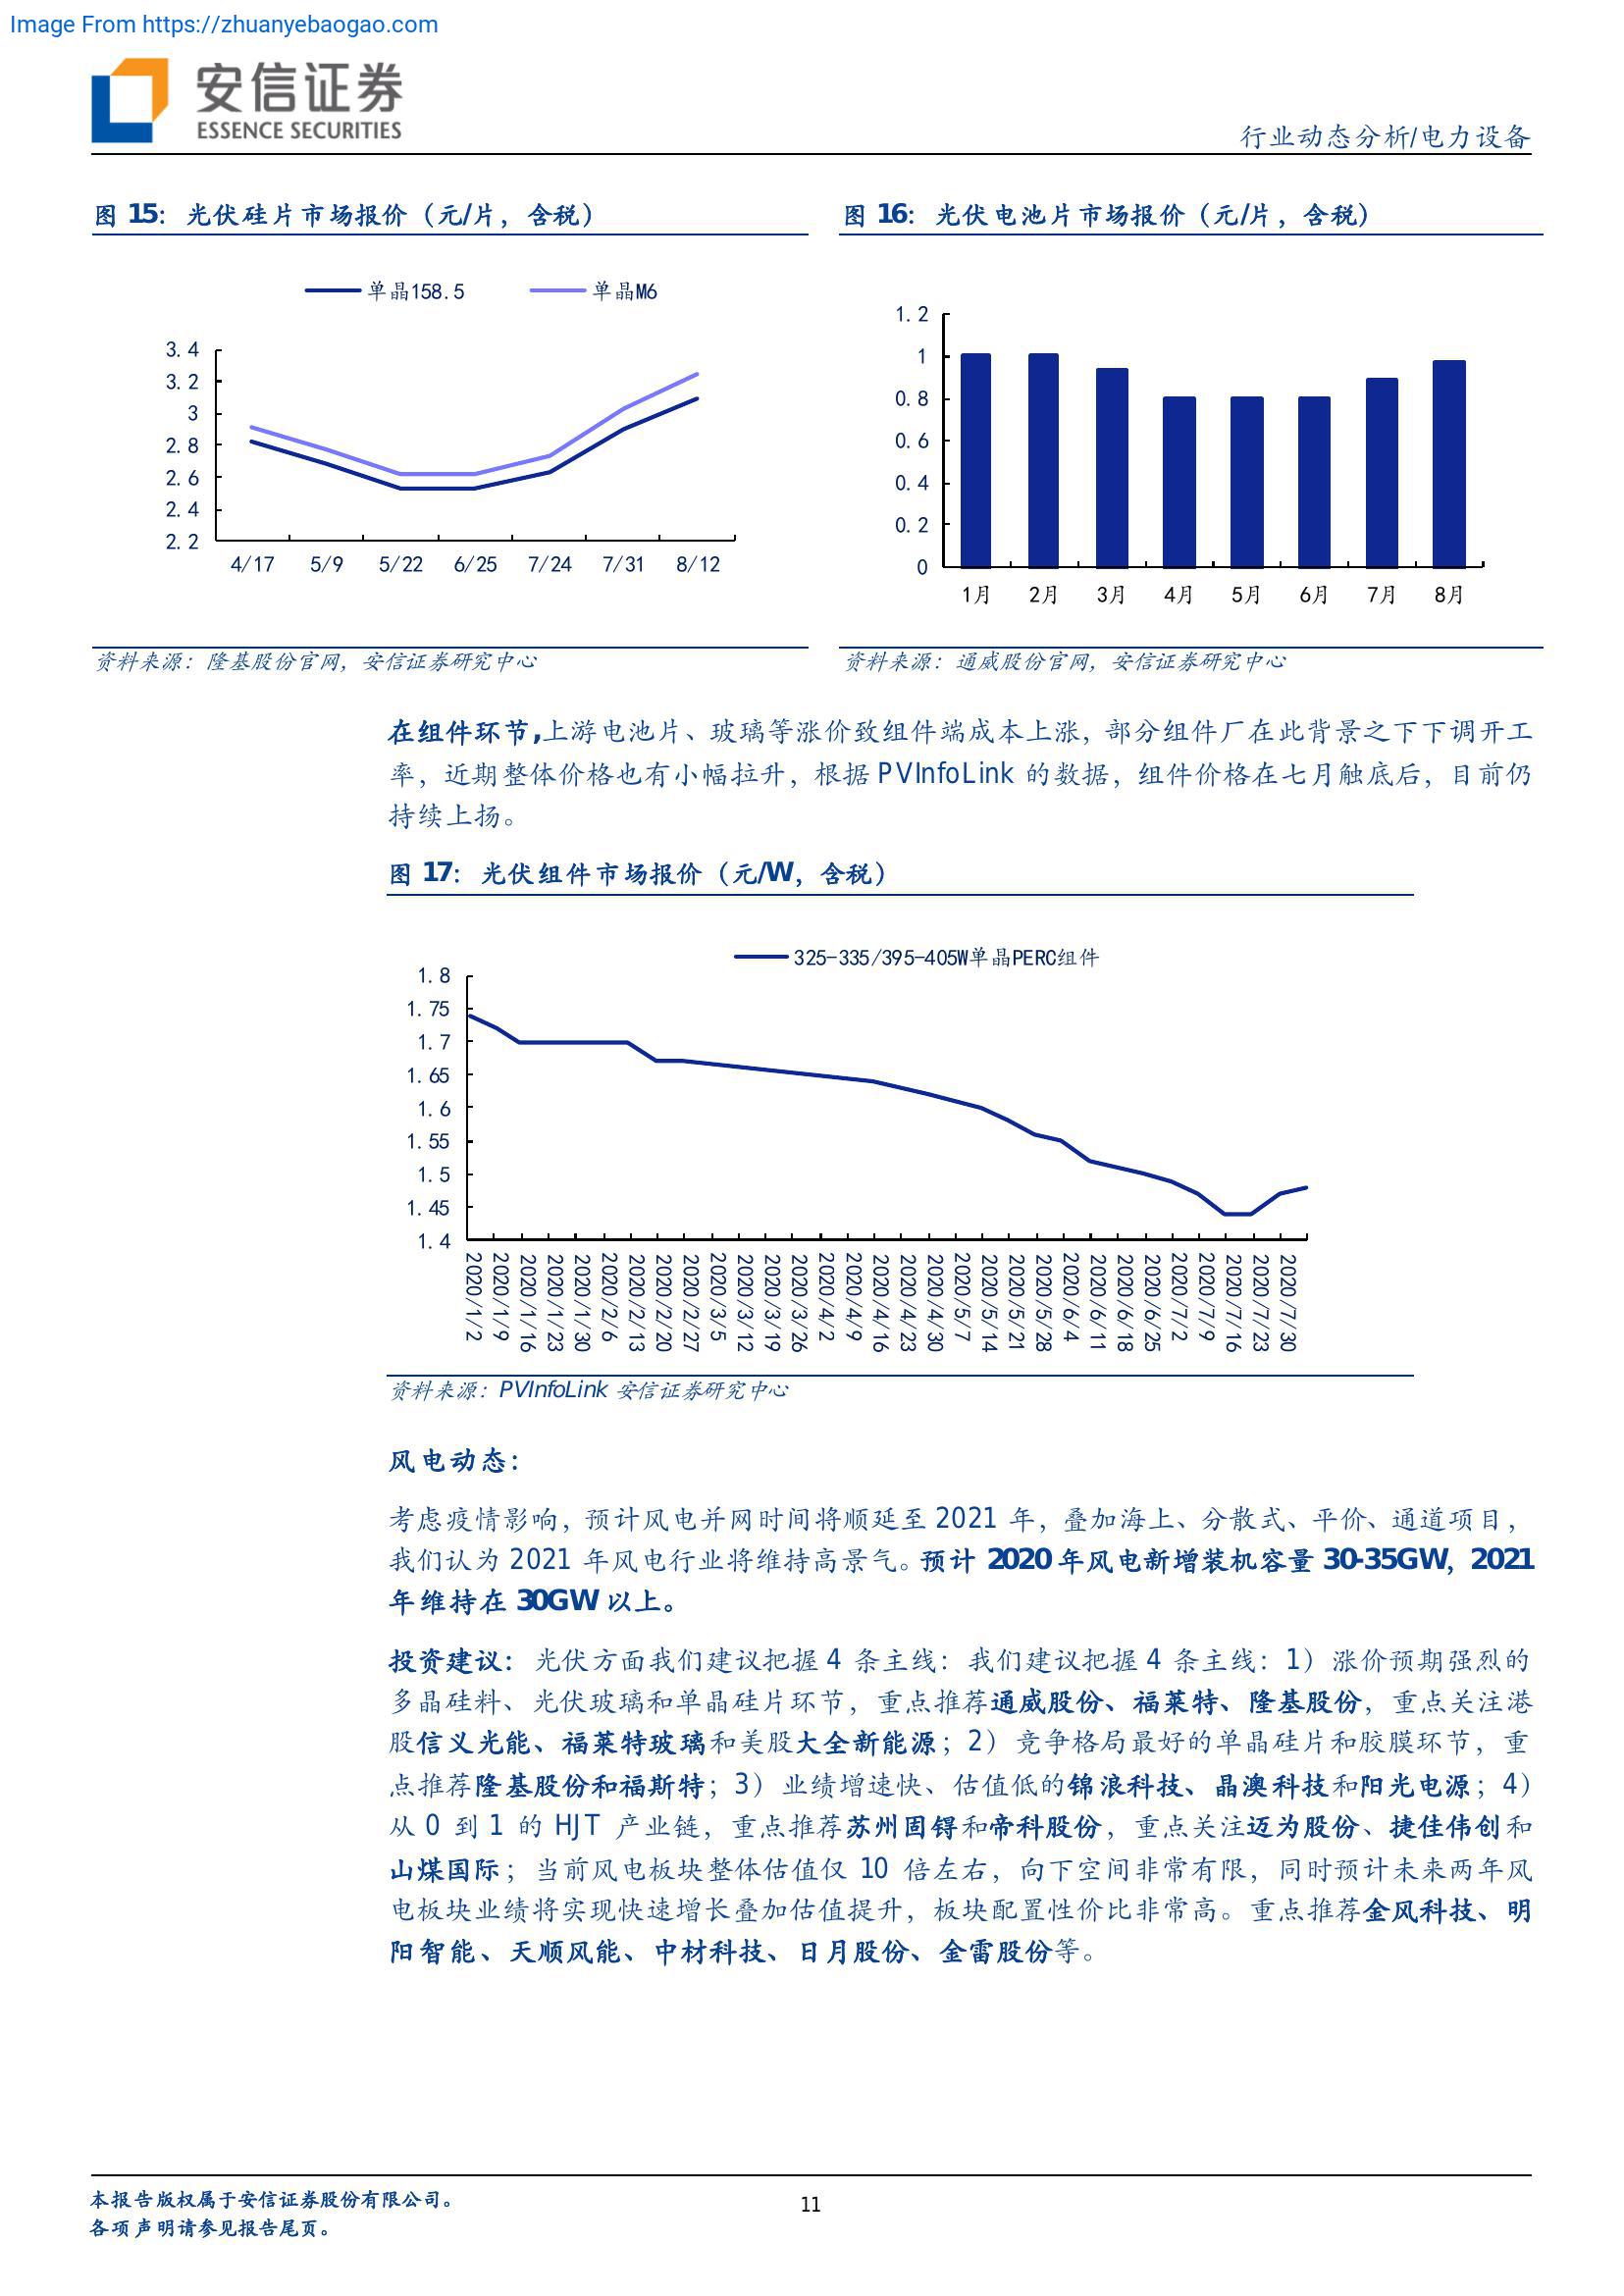 Image From https://zhuanyebaogao.com
安信证券
ESSENCE SECURITIES
行业动态分析/电力设备
图 15：光伏硅片市场报价（元/片，含税）
单晶158.5 单晶M6
3.4
3.2
3
2.8
2.6
2.4
2.2
4/17 5/9 5/22 6/25 7/24 7/31 8/12
资料来源：隆基股份官网，安信证券研究中心
图 16：光伏电池片市场报价（元/片，含税）
1.2
1
0.8
0.6
0.4
0.2
0
1月 2月 3月 4月 5月 6月 7月 8月
资料来源：通威股份官网，安信证券研究中心
在组件环节,上游电池片、玻璃等涨价致组件端成本上涨，部分组件厂在此背景之下下调开工
率，近期整体价格也有小幅拉升，根据 PVInfoLink 的数据，组件价格在七月触底后，目前仍
持续上扬。
图 17：光伏组件市场报价（元/W，含税）
325-335/395-405W单晶PERC组件
1.8
1.75
1.7
1.65
1.6
1.55
1.5
1.45
1.4
2020/1/2 2020/1/9 2020/1/16 2020/1/23 2020/1/30 2020/2/6 2020/2/13 2020/2/20 2020/2/27 2020/3/5 2020/3/12 2020/3/19 2020/3/26 2020/4/2 2020/4/9 2020/4/16 2020/4/23 2020/4/30 2020/5/7 2020/5/14 2020/5/21 2020/5/28 2020/6/4 2020/6/11 2020/6/18 2020/6/25 2020/7/2 2020/7/9 2020/7/16 2020/7/23 2020/7/30
资料来源：PVInfoLink 安信证券研究中心
风电动态：
考虑疫情影响，预计风电并网时间将顺延至 2021 年，叠加海上、分散式、平价、通道项目，
我们认为 2021 年风电行业将维持高景气。预计 2020 年风电新增装机容量 30-35GW，2021
年维持在 30GW 以上。
投资建议：光伏方面我们建议把握 4 条主线：我们建议把握 4 条主线：1）涨价预期强烈的
多晶硅料、光伏玻璃和单晶硅片环节，重点推荐通威股份、福莱特、隆基股份，重点关注港
股信义光能、福莱特玻璃和美股大全新能源；2）竞争格局最好的单晶硅片和胶膜环节，重
点推荐隆基股份和福斯特；3）业绩增速快、估值低的锦浪科技、晶澳科技和阳光电源；4）
从 0 到 1 的 HJT 产业链，重点推荐苏州固锝和帝科股份，重点关注迈为股份、捷佳伟创和
山煤国际；当前风电板块整体估值仅 10 倍左右，向下空间非常有限，同时预计未来两年风
电板块业绩将实现快速增长叠加估值提升，板块配置性价比非常高。重点推荐金风科技、明
阳智能、天顺风能、中材科技、日月股份、金雷股份等。
本报告版权属于安信证券股份有限公司。
各项声明请参见报告尾页。
11